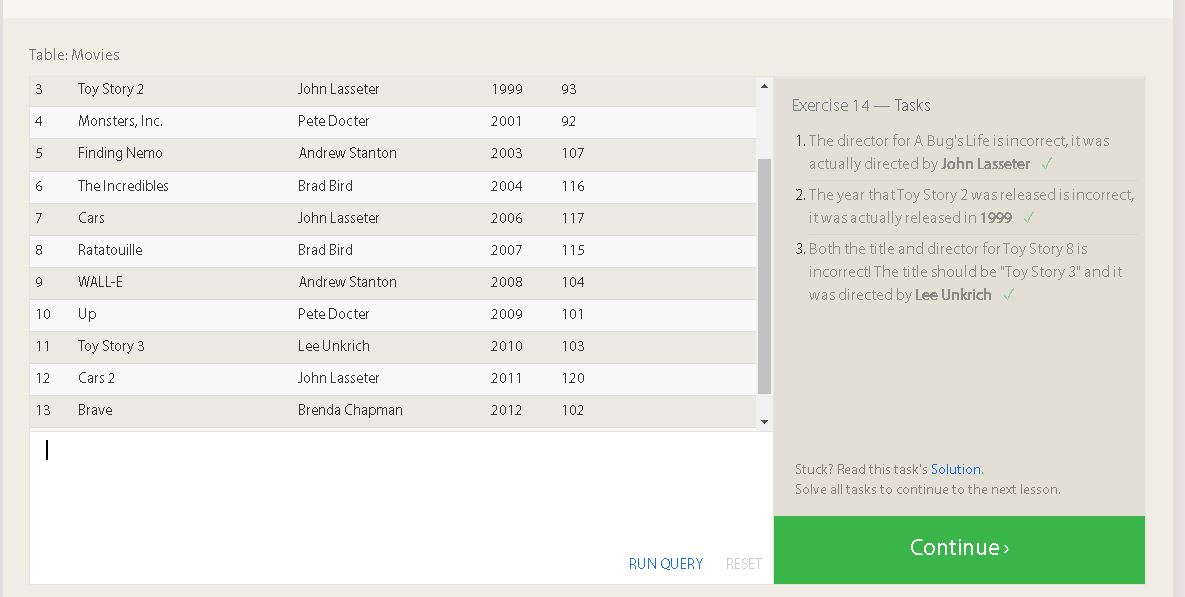 Table: Movies
3 Toy Story 2 John Lasseter 1999 93
4 Monsters, Inc. Pete Docter 2001 92
5 Finding Nemo Andrew Stanton 2003 107
6 The Incredibles Brad Bird 2004 116
7 Cars John Lasseter 2006 117
8 Ratatouille Brad Bird 2007 115
9 WALL-E Andrew Stanton 2008 104
10 Up Pete Docter 2009 101
11 Toy Story 3 Lee Unkrich 2010 103
12 Cars 2 John Lasseter 2011 120
13 Brave Brenda Chapman 2012 102
RUN QUERY RESET
Exercise 14 — Tasks
1. The director for A Bug's Life is incorrect, it was
actually directed by John Lasseter ✓
2. The year that Toy Story 2 was released is incorrect,
it was actually released in 1999 ✓
3. Both the title and director for Toy Story 8 is
incorrect! The title should be "Toy Story 3" and it
was directed by Lee Unkrich ✓
Stuck? Read this task's Solution.
Solve all tasks to continue to the next lesson.
Continue ›